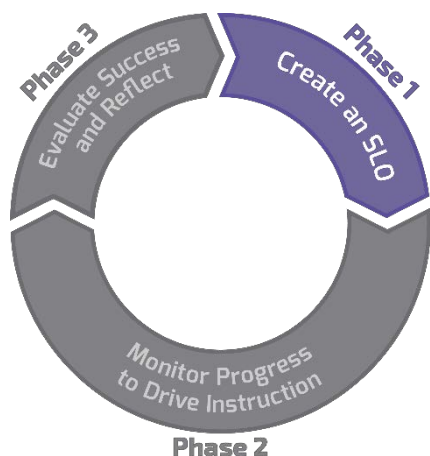 Phase 1
Create an SLO
Phase 2
Monitor Progress
to Drive Instruction
Phase 3
Evaluate Success
and Reflect